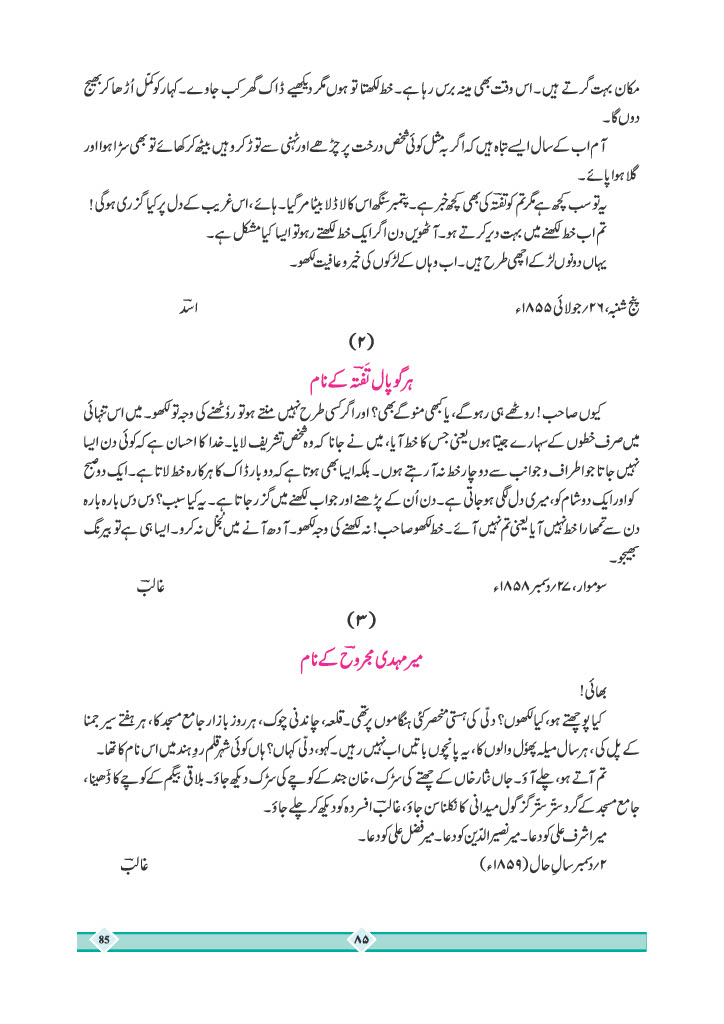 مکان بہت گرتے ہیں۔ اس وقت بھی مینہ برس رہا ہے۔ خط لکھتا تو ہوں مگر دیکھیے ڈاک گھر کب جاوے۔ کہار کو کمّل اُڑھا کر بھیج
دوں گا۔
آم اب کے سال ایسے تباہ ہیں کہ اگر بہ مثل کوئی شخص درخت پر چڑھے اور ٹہنی سے توڑ کر وہیں بیٹھ کر کھائے تو بھی سڑا ہوا اور
گلا ہوا پائے۔
یہ تو سب کچھ ہے مگر تم کو تفتہؔ کی بھی کچھ خبر ہے۔ پتمبر سنگھ اس کا لاڈلا بیٹا مر گیا۔ ہائے، اس غریب کے دل پر کیا گزری ہوگی!
تم اب خط لکھنے میں بہت دیر کرتے ہو۔ آٹھویں دن اگر ایک خط لکھتے رہو تو ایسا کیا مشکل ہے۔
یہاں دونوں لڑکے اچھی طرح ہیں۔ اب وہاں کے لڑکوں کی خیر و عافیت لکھو۔
پنج شنبہ، ۲۶؍ جولائی ۱۸۵۵ء اسدؔ
(۲)
ہرگوپال تفتہؔ کے نام
کیوں صاحب! روٹھے ہی رہوگے، یا کبھی منوگے بھی؟ اور اگر کسی طرح نہیں منتے ہو تو روٗٹھنے کی وجہ تو لکھو۔ میں اس تنہائی
میں صرف خطوں کے سہارے جیتا ہوں یعنی جس کا خط آیا، میں نے جانا کہ وہ شخص تشریف لایا۔ خدا کا احسان ہے کہ کوئی دن ایسا
نہیں جاتا جو اطراف و جوانب سے دو چار خط نہ آ رہتے ہوں۔ بلکہ ایسا بھی ہوتا ہے کہ دو بار ڈاک کا ہرکارہ خط لاتا ہے۔ ایک دو صبح
کو اور ایک دو شام کو، میری دل لگی ہو جاتی ہے۔ دن اُن کے پڑھنے اور جواب لکھنے میں گزر جاتا ہے۔ یہ کیا سبب؟ دس دس بارہ بارہ
دن سے تمھارا خط نہیں آیا یعنی تم نہیں آئے۔ خط لکھو صاحب! نہ لکھنے کی وجہ لکھو۔ آدھ آنے میں بُخل نہ کرو۔ ایسا ہی ہے تو بیرنگ
بھیجو۔
سوموار، ۲۷؍ دسمبر ۱۸۵۸ء غالبؔ
(۳)
میر مہدی مجروحؔ کے نام
بھائی!
کیا پوچھتے ہو، کیا لکھوں؟ دلّی کی ہستی منحصر کئی ہنگاموں پر تھی۔ قلعہ، چاندنی چوک، ہر روز بازار جامع مسجد کا، ہر ہفتے سیر جمنا
کے پل کی، ہر سال میلہ پھوٗل والوں کا، یہ پانچوں باتیں اب نہیں رہیں۔ کہو، دلّی کہاں؟ ہاں کوئی شہر قلم روِ ہند میں اس نام کا تھا۔
تم آتے ہو، چلے آؤ۔ جاں نثار خاں کے چھتے کی سڑک، خان چند کے کوچے کی سڑک دیکھ جاؤ۔ بلاقی بیگم کے کوچے کا ڈھینا،
جامع مسجد کے گرد ستّر ستّر گز گول میدانی کا نکلنا سن جاؤ، غالبؔ افسردہ کو دیکھ کر چلے جاؤ۔
میر اشرف علی کو دعا۔ میر نصیر الدّین کو دعا۔ میر فضل علی کو دعا۔
۲؍ دسمبر سالِ حال (۱۸۵۹ء) غالبؔ
85 ۸۵